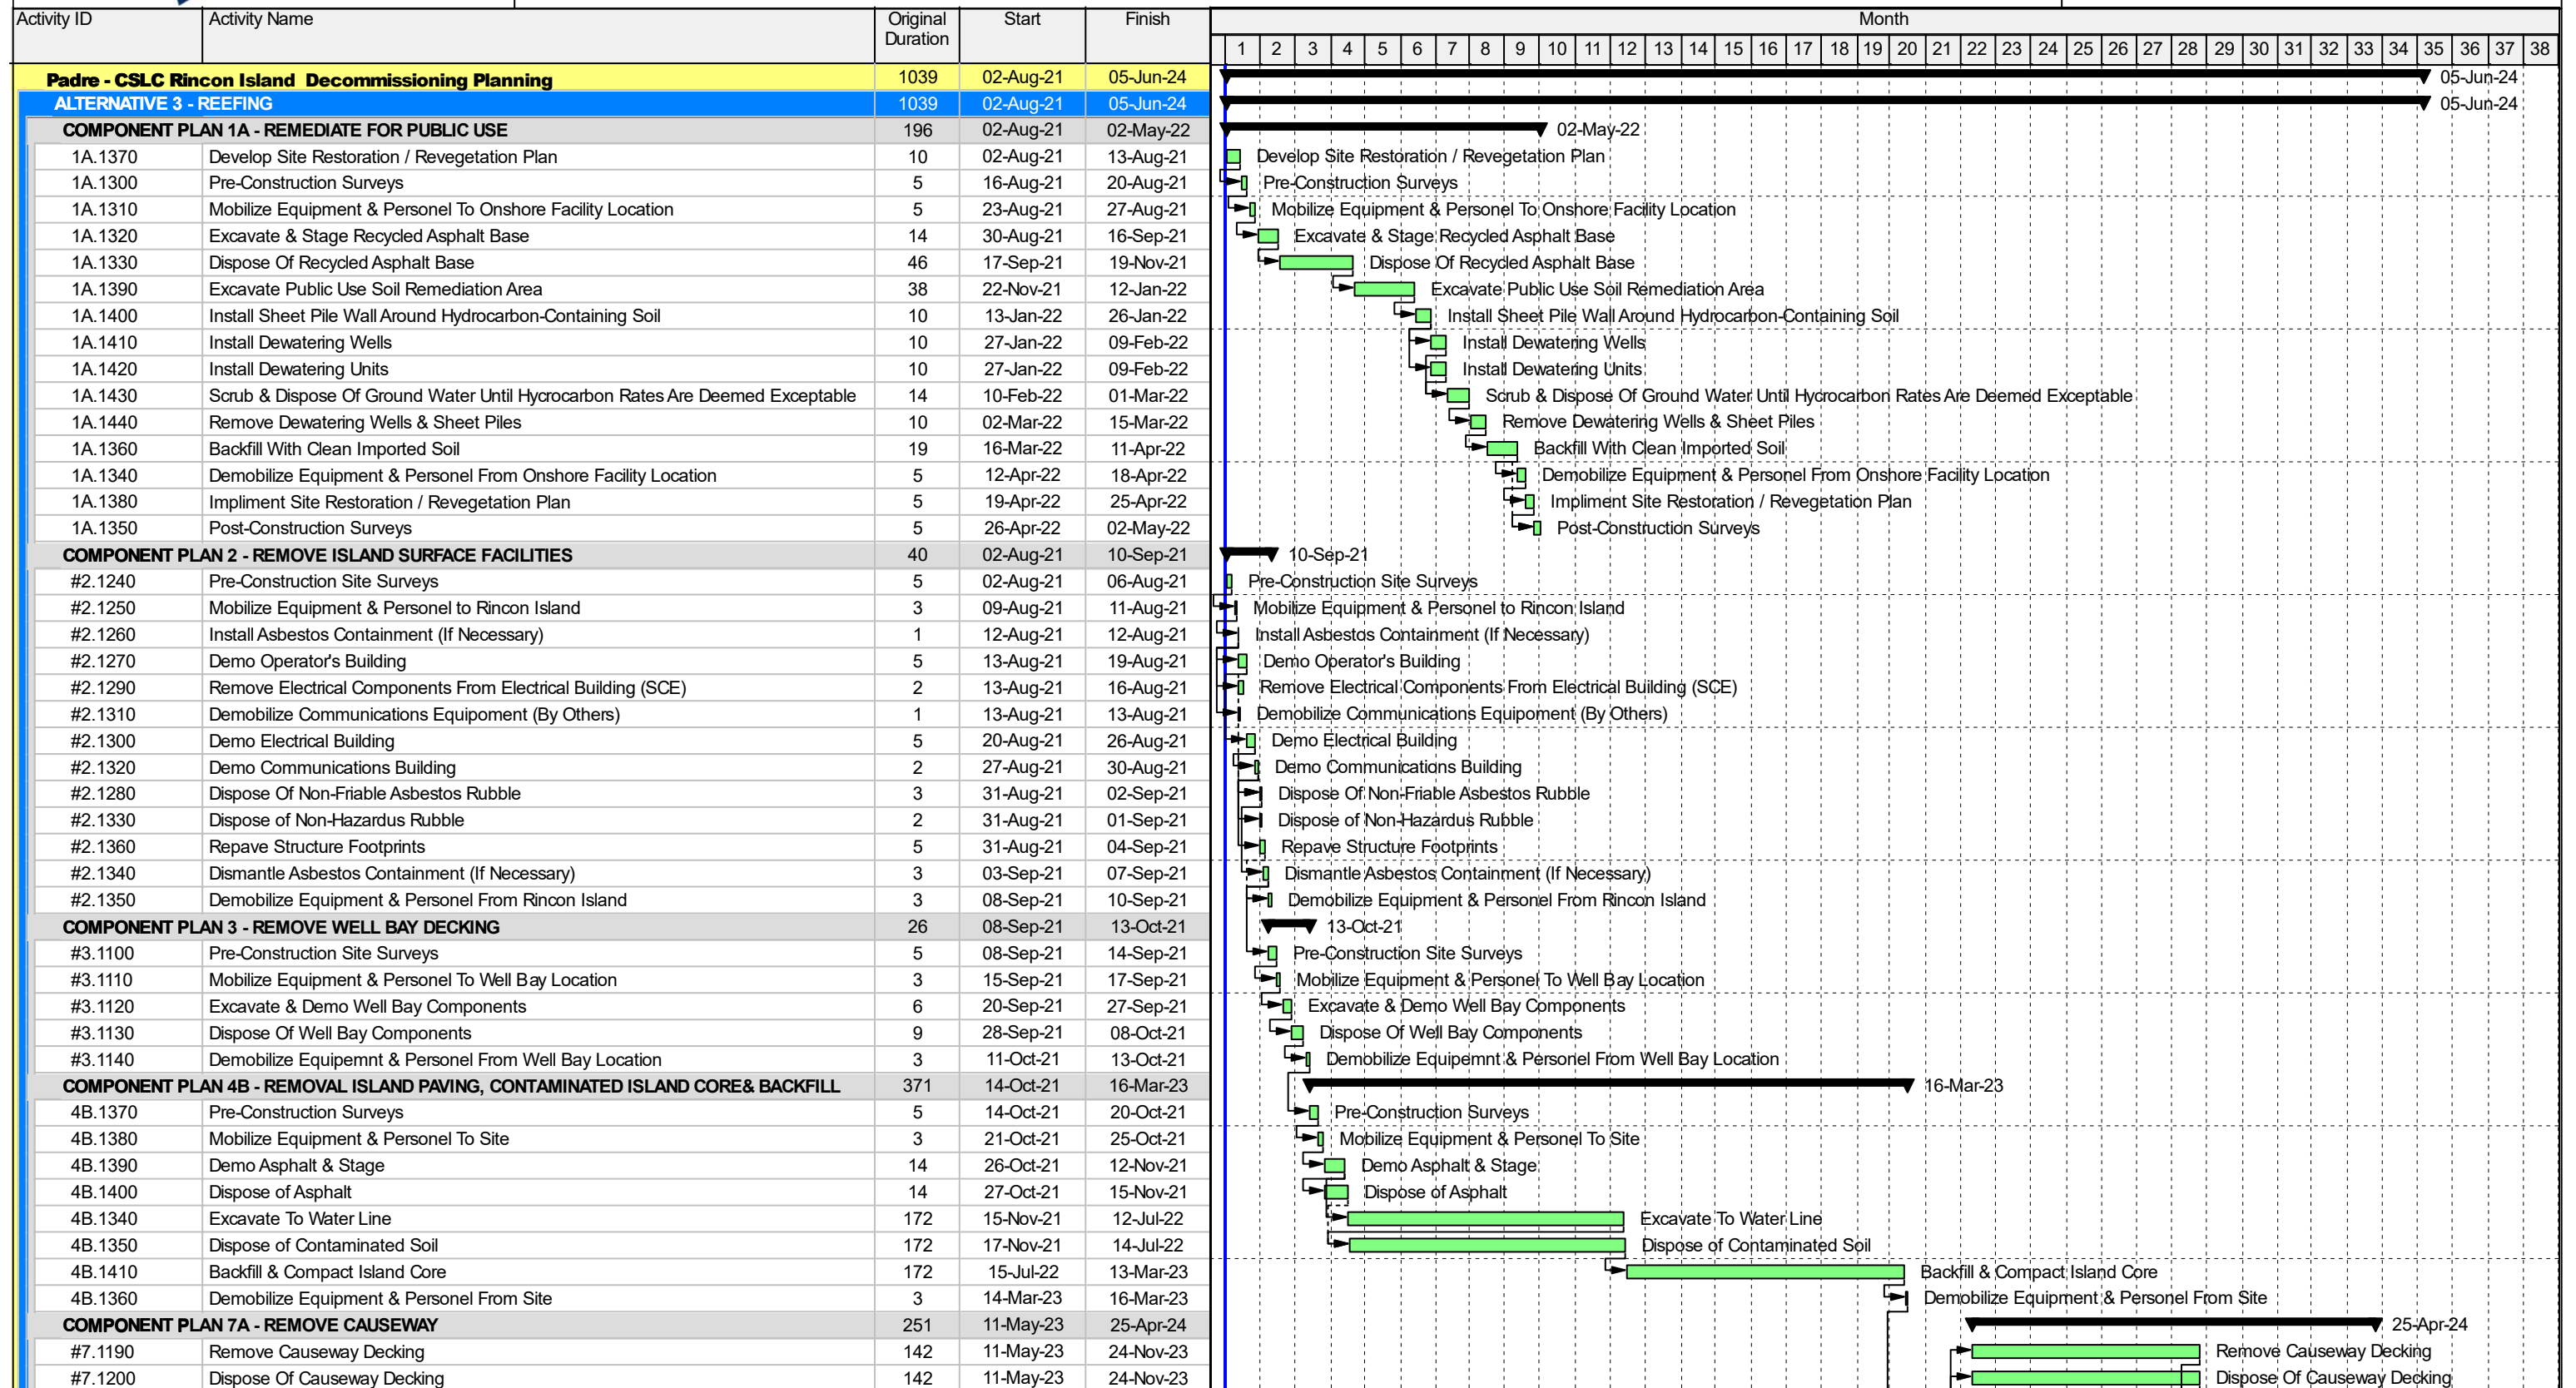 Activity ID Activity Name Original Duration Start Finish Month
1 2 3 4 5 6 7 8 9 10 11 12 13 14 15 16 17 18 19 20 21 22 23 24 25 26 27 28 29 30 31 32 33 34 35 36 37 38
Padre - CSLC Rincon Island Decommissioning Planning 1039 02-Aug-21 05-Jun-24 05-Jun-24
ALTERNATIVE 3 - REEFING 1039 02-Aug-21 05-Jun-24 05-Jun-24
COMPONENT PLAN 1A - REMEDIATE FOR PUBLIC USE 196 02-Aug-21 02-May-22 02-May-22
1A.1370 Develop Site Restoration / Revegetation Plan 10 02-Aug-21 13-Aug-21 Develop Site Restoration / Revegetation Plan
1A.1300 Pre-Construction Surveys 5 16-Aug-21 20-Aug-21 Pre-Construction Surveys
1A.1310 Mobilize Equipment & Personel To Onshore Facility Location 5 23-Aug-21 27-Aug-21 Mobilize Equipment & Personel To Onshore Facility Location
1A.1320 Excavate & Stage Recycled Asphalt Base 14 30-Aug-21 16-Sep-21 Excavate & Stage Recycled Asphalt Base
1A.1330 Dispose Of Recycled Asphalt Base 46 17-Sep-21 19-Nov-21 Dispose Of Recycled Asphalt Base
1A.1390 Excavate Public Use Soil Remediation Area 38 22-Nov-21 12-Jan-22 Excavate Public Use Soil Remediation Area
1A.1400 Install Sheet Pile Wall Around Hydrocarbon-Containing Soil 10 13-Jan-22 26-Jan-22 Install Sheet Pile Wall Around Hydrocarbon-Containing Soil
1A.1410 Install Dewatering Wells 10 27-Jan-22 09-Feb-22 Install Dewatering Wells
1A.1420 Install Dewatering Units 10 27-Jan-22 09-Feb-22 Install Dewatering Units
1A.1430 Scrub & Dispose Of Ground Water Until Hycrocarbon Rates Are Deemed Exceptable 14 10-Feb-22 01-Mar-22 Scrub & Dispose Of Ground Water Until Hycrocarbon Rates Are Deemed Exceptable
1A.1440 Remove Dewatering Wells & Sheet Piles 10 02-Mar-22 15-Mar-22 Remove Dewatering Wells & Sheet Piles
1A.1360 Backfill With Clean Imported Soil 19 16-Mar-22 11-Apr-22 Backfill With Clean Imported Soil
1A.1340 Demobilize Equipment & Personel From Onshore Facility Location 5 12-Apr-22 18-Apr-22 Demobilize Equipment & Personel From Onshore Facility Location
1A.1380 Impliment Site Restoration / Revegetation Plan 5 19-Apr-22 25-Apr-22 Impliment Site Restoration / Revegetation Plan
1A.1350 Post-Construction Surveys 5 26-Apr-22 02-May-22 Post-Construction Surveys
COMPONENT PLAN 2 - REMOVE ISLAND SURFACE FACILITIES 40 02-Aug-21 10-Sep-21 10-Sep-21
#2.1240 Pre-Construction Site Surveys 5 02-Aug-21 06-Aug-21 Pre-Construction Site Surveys
#2.1250 Mobilize Equipment & Personel to Rincon Island 3 09-Aug-21 11-Aug-21 Mobilize Equipment & Personel to Rincon Island
#2.1260 Install Asbestos Containment (If Necessary) 1 12-Aug-21 12-Aug-21 Install Asbestos Containment (If Necessary)
#2.1270 Demo Operator's Building 5 13-Aug-21 19-Aug-21 Demo Operator's Building
#2.1290 Remove Electrical Components From Electrical Building (SCE) 2 13-Aug-21 16-Aug-21 Remove Electrical Components From Electrical Building (SCE)
#2.1310 Demobilize Communications Equipoment (By Others) 1 13-Aug-21 13-Aug-21 Demobilize Communications Equipoment (By Others)
#2.1300 Demo Electrical Building 5 20-Aug-21 26-Aug-21 Demo Electrical Building
#2.1320 Demo Communications Building 2 27-Aug-21 30-Aug-21 Demo Communications Building
#2.1280 Dispose Of Non-Friable Asbestos Rubble 3 31-Aug-21 02-Sep-21 Dispose Of Non-Friable Asbestos Rubble
#2.1330 Dispose of Non-Hazardus Rubble 2 31-Aug-21 01-Sep-21 Dispose of Non-Hazardus Rubble
#2.1360 Repave Structure Footprints 5 31-Aug-21 04-Sep-21 Repave Structure Footprints
#2.1340 Dismantle Asbestos Containment (If Necessary) 3 03-Sep-21 07-Sep-21 Dismantle Asbestos Containment (If Necessary)
#2.1350 Demobilize Equipment & Personel From Rincon Island 3 08-Sep-21 10-Sep-21 Demobilize Equipment & Personel From Rincon Island
COMPONENT PLAN 3 - REMOVE WELL BAY DECKING 26 08-Sep-21 13-Oct-21 13-Oct-21
#3.1100 Pre-Construction Site Surveys 5 08-Sep-21 14-Sep-21 Pre-Construction Site Surveys
#3.1110 Mobilize Equipment & Personel To Well Bay Location 3 15-Sep-21 17-Sep-21 Mobilize Equipment & Personel To Well Bay Location
#3.1120 Excavate & Demo Well Bay Components 6 20-Sep-21 27-Sep-21 Excavate & Demo Well Bay Components
#3.1130 Dispose Of Well Bay Components 9 28-Sep-21 08-Oct-21 Dispose Of Well Bay Components
#3.1140 Demobilize Equipemnt & Personel From Well Bay Location 3 11-Oct-21 13-Oct-21 Demobilize Equipemnt & Personel From Well Bay Location
COMPONENT PLAN 4B - REMOVAL ISLAND PAVING, CONTAMINATED ISLAND CORE& BACKFILL 371 14-Oct-21 16-Mar-23 16-Mar-23
4B.1370 Pre-Construction Surveys 5 14-Oct-21 20-Oct-21 Pre-Construction Surveys
4B.1380 Mobilize Equipment & Personel To Site 3 21-Oct-21 25-Oct-21 Mobilize Equipment & Personel To Site
4B.1390 Demo Asphalt & Stage 14 26-Oct-21 12-Nov-21 Demo Asphalt & Stage
4B.1400 Dispose of Asphalt 14 27-Oct-21 15-Nov-21 Dispose of Asphalt
4B.1340 Excavate To Water Line 172 15-Nov-21 12-Jul-22 Excavate To Water Line
4B.1350 Dispose of Contaminated Soil 172 17-Nov-21 14-Jul-22 Dispose of Contaminated Soil
4B.1410 Backfill & Compact Island Core 172 15-Jul-22 13-Mar-23 Backfill & Compact Island Core
4B.1360 Demobilize Equipment & Personel From Site 3 14-Mar-23 16-Mar-23 Demobilize Equipment & Personel From Site
COMPONENT PLAN 7A - REMOVE CAUSEWAY 251 11-May-23 25-Apr-24 25-Apr-24
#7.1190 Remove Causeway Decking 142 11-May-23 24-Nov-23 Remove Causeway Decking
#7.1200 Dispose Of Causeway Decking 142 11-May-23 24-Nov-23 Dispose Of Causeway Decking